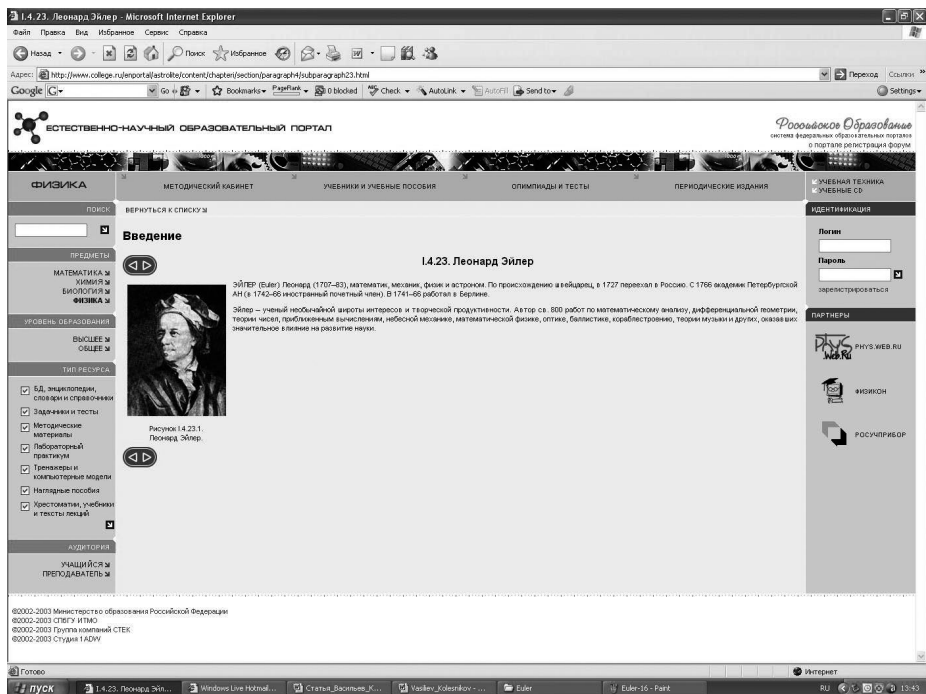 I.4.23. Леонард Эйлер - Microsoft Internet Explorer
Файл Правка Вид Избранное Сервис Справка
Назад Поиск Избранное
Адрес: http://www.college.ru/enportal/astrolite/content/chapteri/section/paragraph4/subparagraph23.html Переход Ссылки »
Google G Go Bookmarks PageRank 0 blocked ABC Check AutoLink AutoFill Send to Settings
ЕСТЕСТВЕННО-НАУЧНЫЙ ОБРАЗОВАТЕЛЬНЫЙ ПОРТАЛ
Российское Образование
система федеральных образовательных порталов
о портале регистрация форум
ФИЗИКА
МЕТОДИЧЕСКИЙ КАБИНЕТ УЧЕБНИКИ И УЧЕБНЫЕ ПОСОБИЯ ОЛИМПИАДЫ И ТЕСТЫ ПЕРИОДИЧЕСКИЕ ИЗДАНИЯ
УЧЕБНАЯ ТЕХНИКА
УЧЕБНЫЕ CD
ПОИСК
ПРЕДМЕТЫ
МАТЕМАТИКА
ХИМИЯ
БИОЛОГИЯ
ФИЗИКА
УРОВЕНЬ ОБРАЗОВАНИЯ
ВЫСШЕЕ
ОБЩЕЕ
ТИП РЕСУРСА
БД, энциклопедии,
словари и справочники
Задачники и тесты
Методические
материалы
Лабораторный
практикум
Тренажеры и
компьютерные модели
Наглядные пособия
Хрестоматии, учебники
и тексты лекций
АУДИТОРИЯ
УЧАЩИЙСЯ
ПРЕПОДАВАТЕЛЬ
ВЕРНУТЬСЯ К СПИСКУ
Введение
I.4.23. Леонард Эйлер
ЭЙЛЕР (Euler) Леонард (1707–83), математик, механик, физик и астроном. По происхождению швейцарец, в 1727 переехал в Россию. С 1766 академик Петербургской
АН (в 1742–66 иностранный почетный член). В 1741–66 работал в Берлине.
Эйлер – ученый необычайной широты интересов и творческой продуктивности. Автор св. 800 работ по математическому анализу, дифференциальной геометрии,
теории чисел, приближенным вычислениям, небесной механике, математической физике, оптике, баллистике, кораблестроению, теории музыки и других, оказавших
значительное влияние на развитие науки.
Рисунок I.4.23.1.
Леонард Эйлер.
ИДЕНТИФИКАЦИЯ
Логин
Пароль
зарегистрироваться
ПАРТНЕРЫ
PHYS.Web.Ru PHYS.WEB.RU
ФИЗИКОН
РОСУЧПРИБОР
©2002-2003 Министерство образования Российской Федерации
©2002-2003 СПбГУ ИТМО
©2002-2003 Группа компаний СТЕК
©2002-2003 Студия 1ADW
Готово Интернет
пуск I.4.23. Леонард Эйл... Windows Live Hotmail... Статья_Васильев_К... Vasiliev_Kolesnikov - ... Euler Euler-16 - Paint RU 13:43